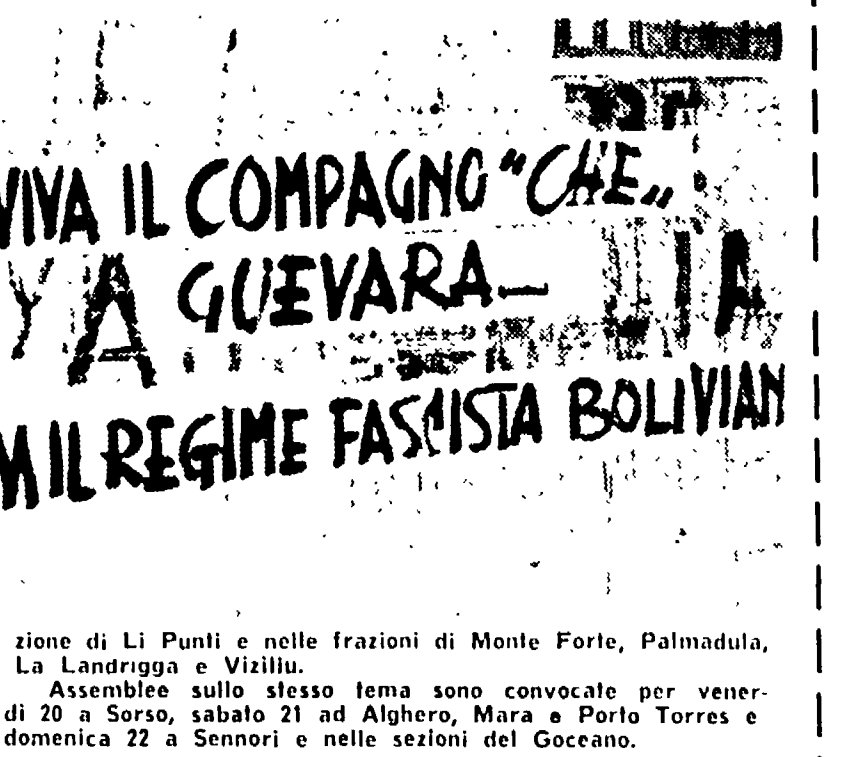 VIVA IL COMPAGNO "CHE„
GUEVARA—
IL REGIME FASCISTA BOLIVIAN
zione di Li Punti e nelle frazioni di Monte Forte, Palmadula,
La Landrigga e Viziliu.
Assemblee sullo stesso tema sono convocate per vener-
di 20 a Sorso, sabato 21 ad Alghero, Mara e Porto Torres e
domenica 22 a Sennori e nelle sezioni del Goceano.